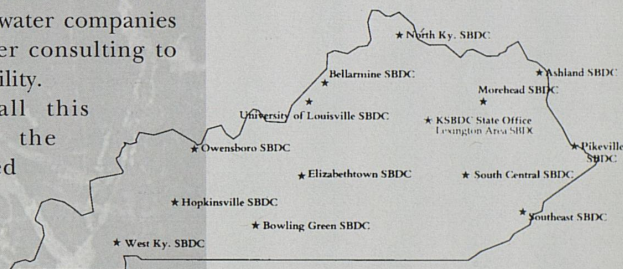 water companies
er consulting to
ility.
all this
the
ed
North Ky. SBDC
Bellarmine SBDC
Ashland SBDC
Morehead SBDC
University of Louisville SBDC
KSBDC State Office
Lexington Area SBDC
Owensboro SBDC
Pikeville
SBDC
Elizabethtown SBDC
South Central SBDC
Hopkinsville SBDC
Southeast SBDC
Bowling Green SBDC
West Ky. SBDC